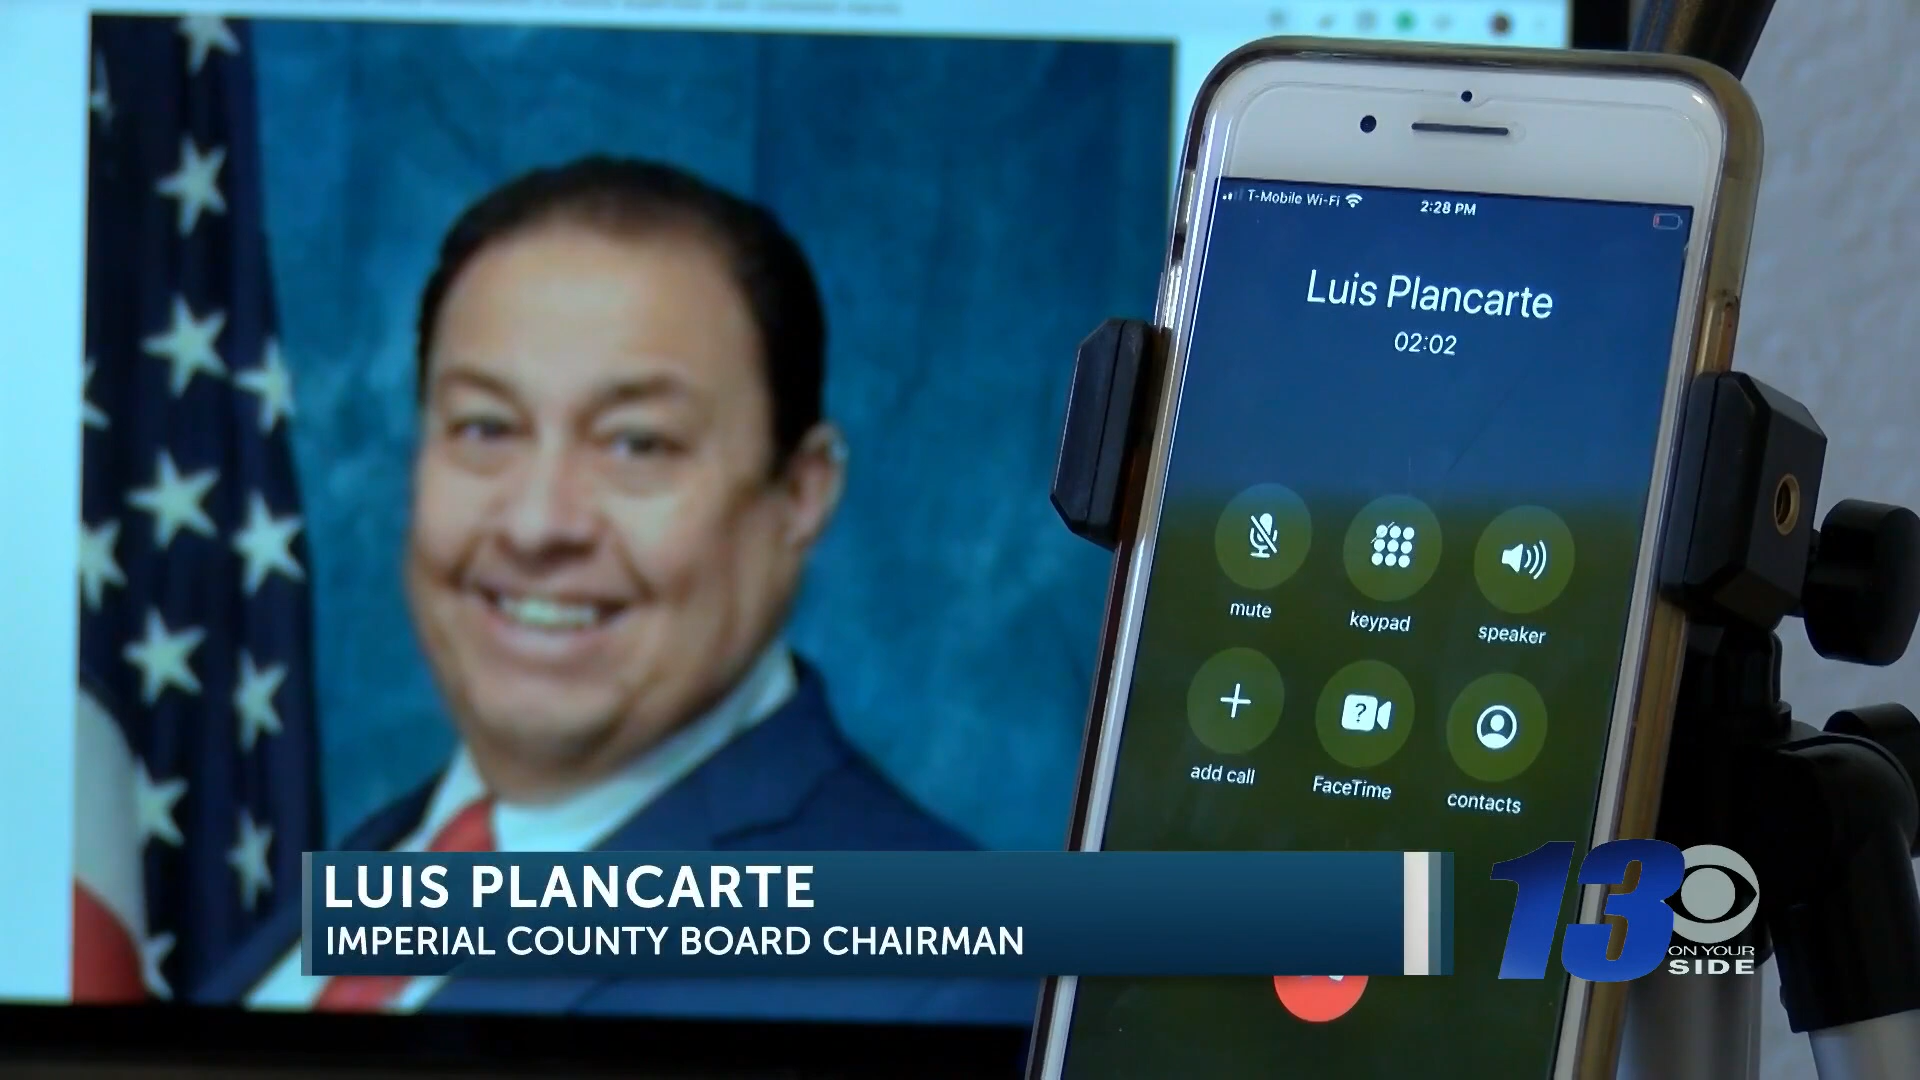 T-Mobile Wi-Fi 2:28 PM
Luis Plancarte
02:02
mute keypad speaker
add call FaceTime contacts
LUIS PLANCARTE
IMPERIAL COUNTY BOARD CHAIRMAN
13
ON YOUR
SIDE